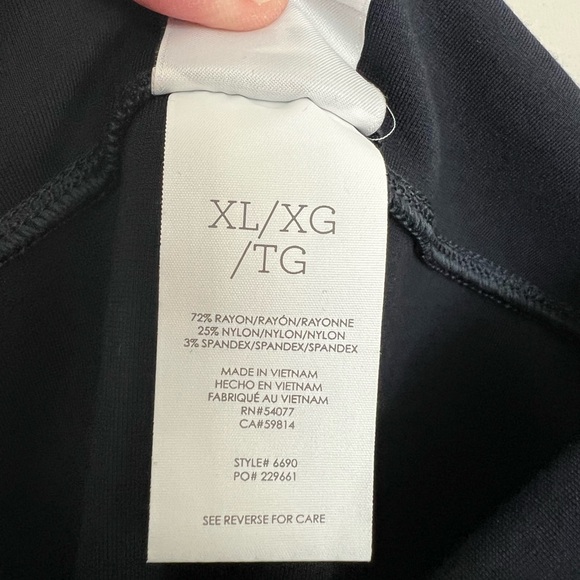 XL/XG
/TG
72% RAYON/RAYÓN/RAYONNE
25% NYLON/NYLON/NYLON
3% SPANDEX/SPANDEX/SPANDEX
MADE IN VIETNAM
HECHO EN VIETNAM
FABRIQUÉ AU VIETNAM
RN#54077
CA#59814
STYLE# 6690
PO# 229661
SEE REVERSE FOR CARE